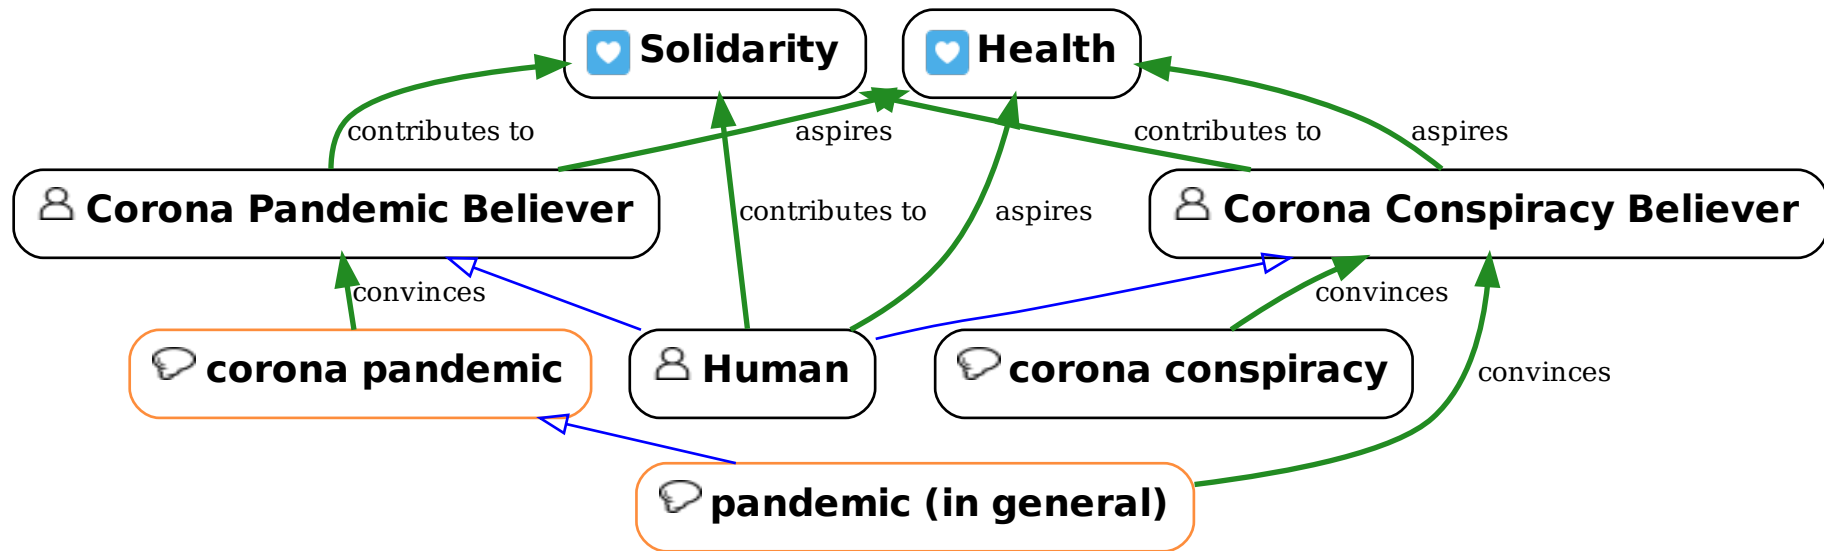 Solidarity
Health
contributes to
aspires
contributes to
aspires
Corona Pandemic Believer
contributes to
aspires
Corona Conspiracy Believer
convinces
convinces
corona pandemic
Human
corona conspiracy
convinces
pandemic (in general)